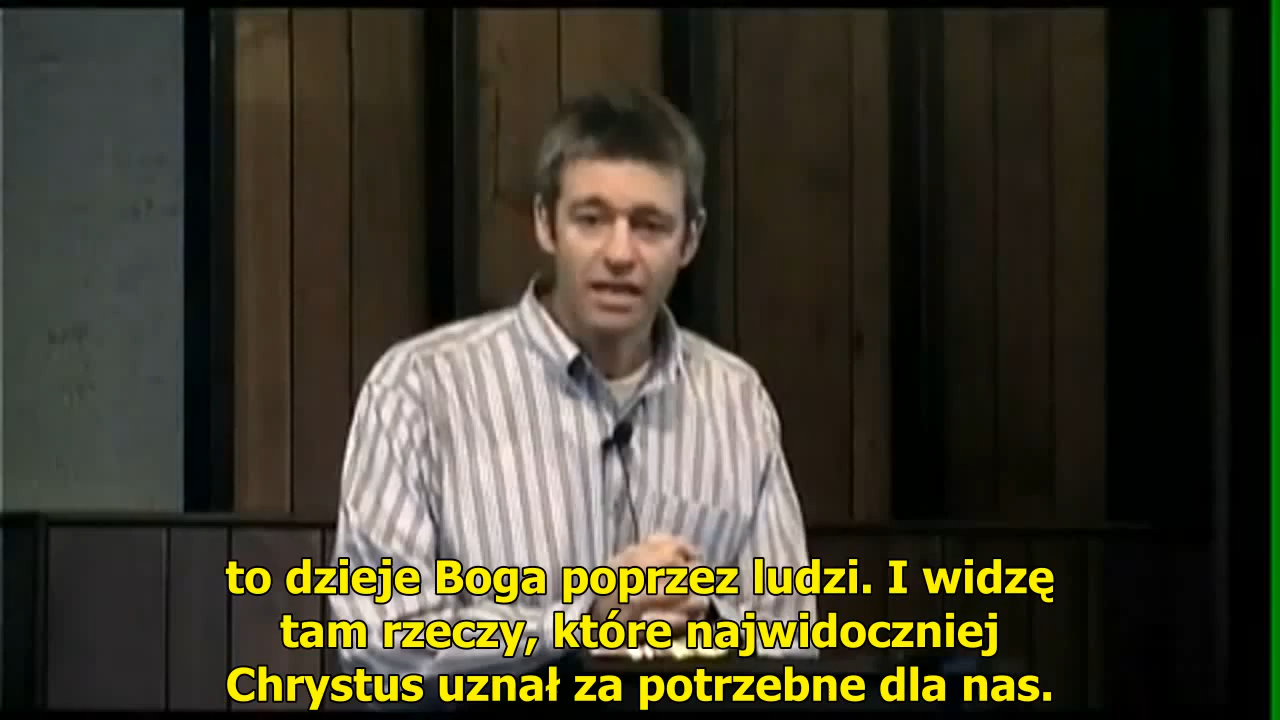 to dzieje Boga poprzez ludzi. I widzę
tam rzeczy, które najwidoczniej
Chrystus uznał za potrzebne dla nas.